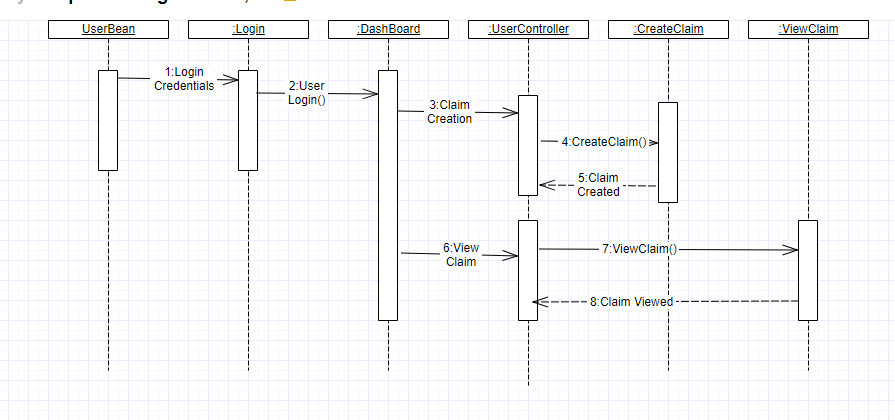 UserBean
:Login
:DashBoard
:UserController
:CreateClaim
:ViewClaim
1:Login
Credentials
2:User
Login()
3:Claim
Creation
4:CreateClaim()
5:Claim
Created
6:View
Claim
7:ViewClaim()
8:Claim Viewed